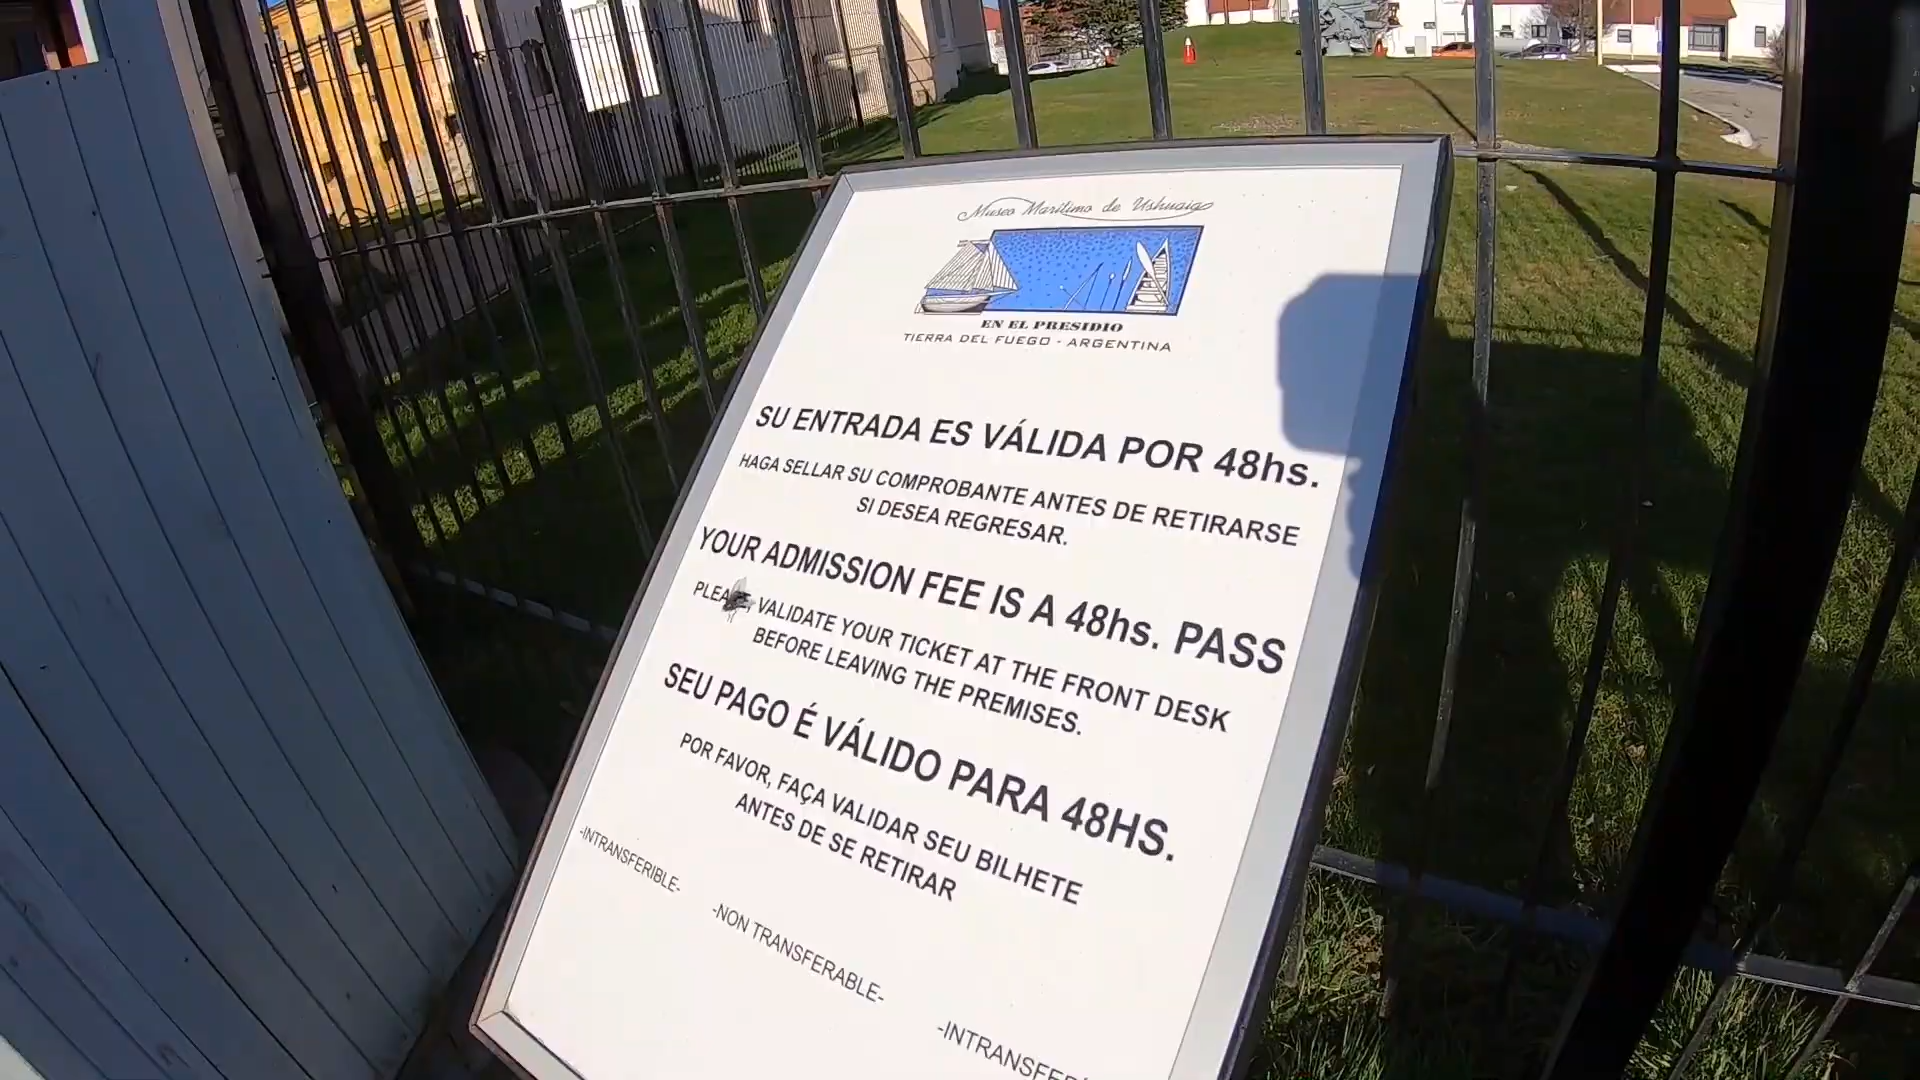 Museo Marítimo de Ushuaia
EN EL PRESIDIO
TIERRA DEL FUEGO - ARGENTINA
SU ENTRADA ES VÁLIDA POR 48hs.
HAGA SELLAR SU COMPROBANTE ANTES DE RETIRARSE
SI DESEA REGRESAR.
YOUR ADMISSION FEE IS A 48hs. PASS
VALIDATE YOUR TICKET AT THE FRONT DESK
BEFORE LEAVING THE PREMISES.
SEU PAGO É VÁLIDO PARA 48HS.
POR FAVOR, FAÇA VALIDAR SEU BILHETE
ANTES DE SE RETIRAR
-INTRANSFERIBLE-
-NON TRANSFERABLE-